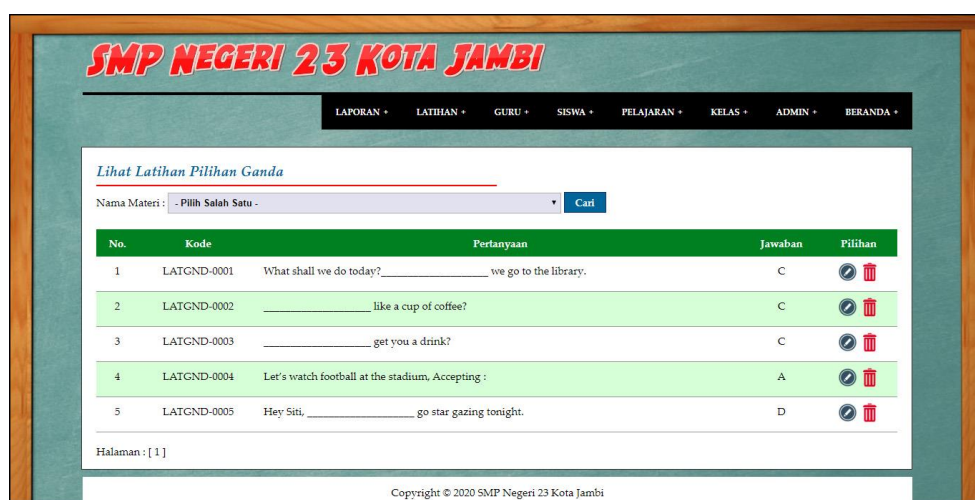 SMP NEGERI 23 KOTA JAMBI
LAPORAN + LATIHAN + GURU + SISWA + PELAJARAN + KELAS + ADMIN + BERANDA +
Lihat Latihan Pilihan Ganda
Nama Materi : - Pilih Salah Satu - Cari
No. Kode Pertanyaan Jawaban Pilihan
1 LATGND-0001 What shall we do today?____________________ we go to the library. C
2 LATGND-0002 ____________________ like a cup of coffee? C
3 LATGND-0003 ____________________ get you a drink? C
4 LATGND-0004 Let's watch football at the stadium, Accepting : A
5 LATGND-0005 Hey Siti, ____________________ go star gazing tonight. D
Halaman : [ 1 ]
Copyright © 2020 SMP Negeri 23 Kota Jambi